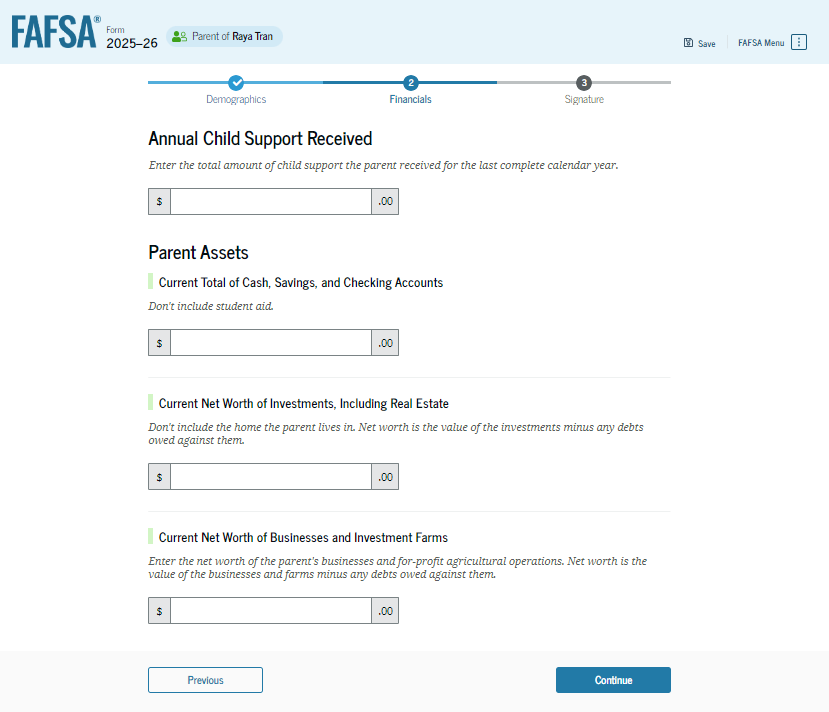 FAFSA®
Form
2025–26
Parent of Raya Tran
Save
FAFSA Menu
2
3
Demographics
Financials
Signature
Annual Child Support Received
Enter the total amount of child support the parent received for the last complete calendar year.
$ .00
Parent Assets
Current Total of Cash, Savings, and Checking Accounts
Don't include student aid.
$ .00
Current Net Worth of Investments, Including Real Estate
Don't include the home the parent lives in. Net worth is the value of the investments minus any debts
owed against them.
$ .00
Current Net Worth of Businesses and Investment Farms
Enter the net worth of the parent's businesses and for-profit agricultural operations. Net worth is the
value of the businesses and farms minus any debts owed against them.
$ .00
Previous
Continue